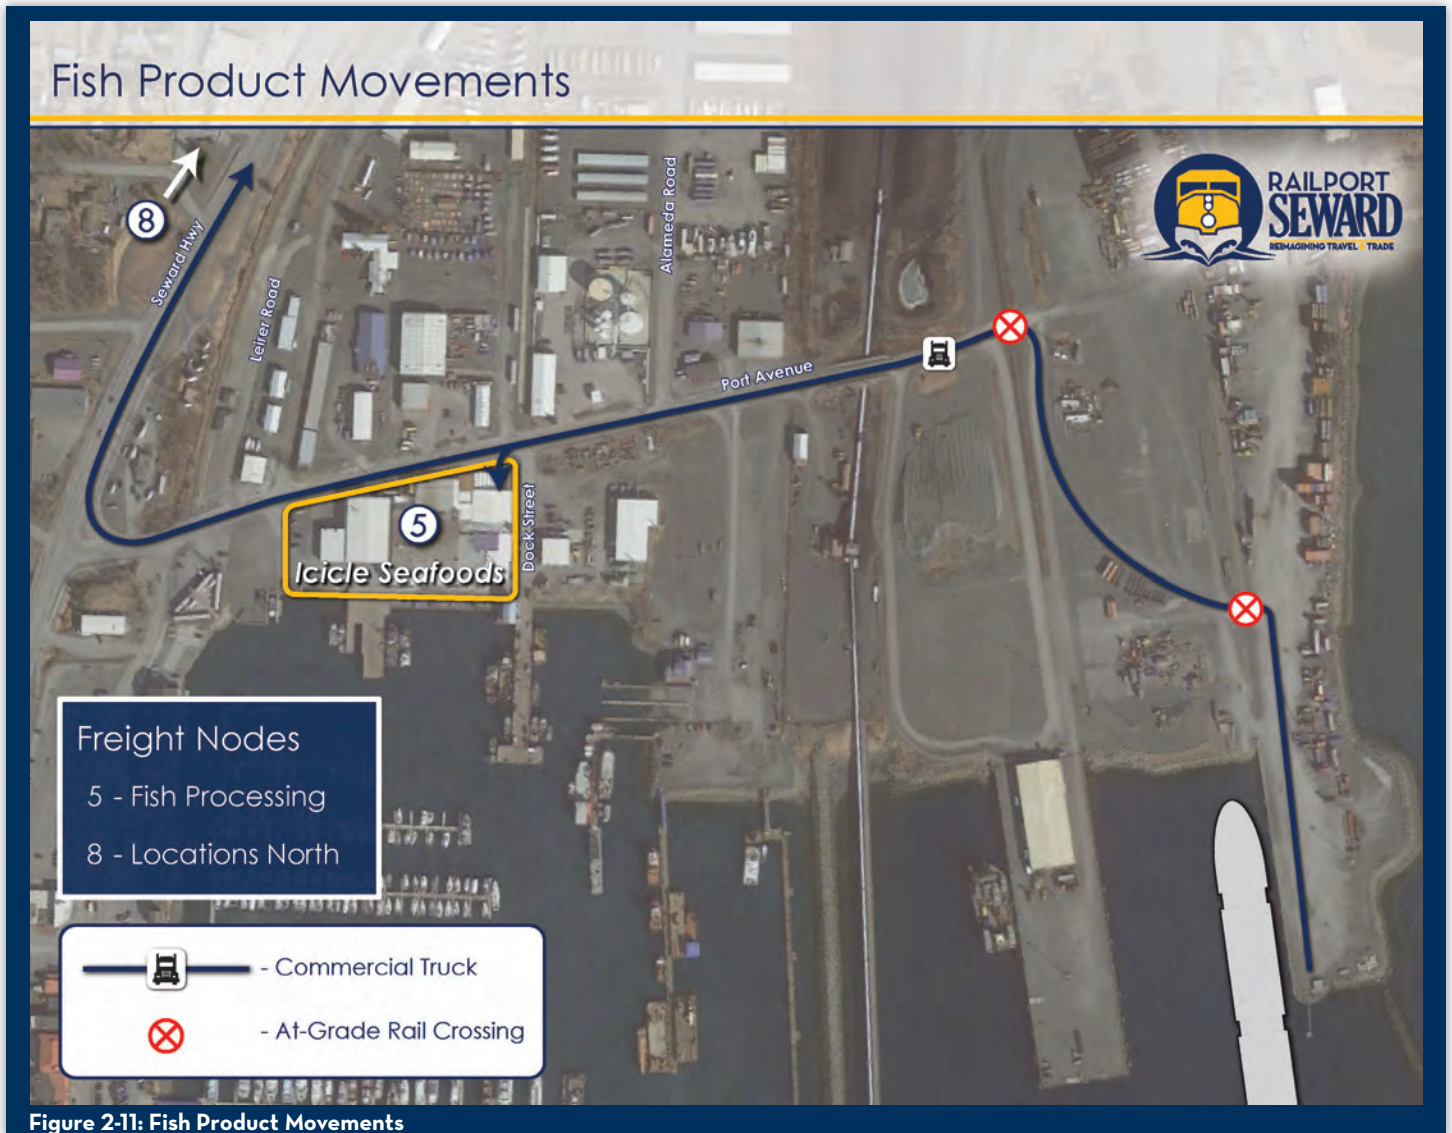 Fish Product Movements
RAILPORT
SEWARD
REIMAGINING TRAVEL & TRADE
8
Seward Hwy
Leirer Road
Alameda Road
Port Avenue
5
Icicle Seafoods
Dock Street
Freight Nodes
5 - Fish Processing
8 - Locations North
- Commercial Truck
- At-Grade Rail Crossing
Figure 2-11: Fish Product Movements